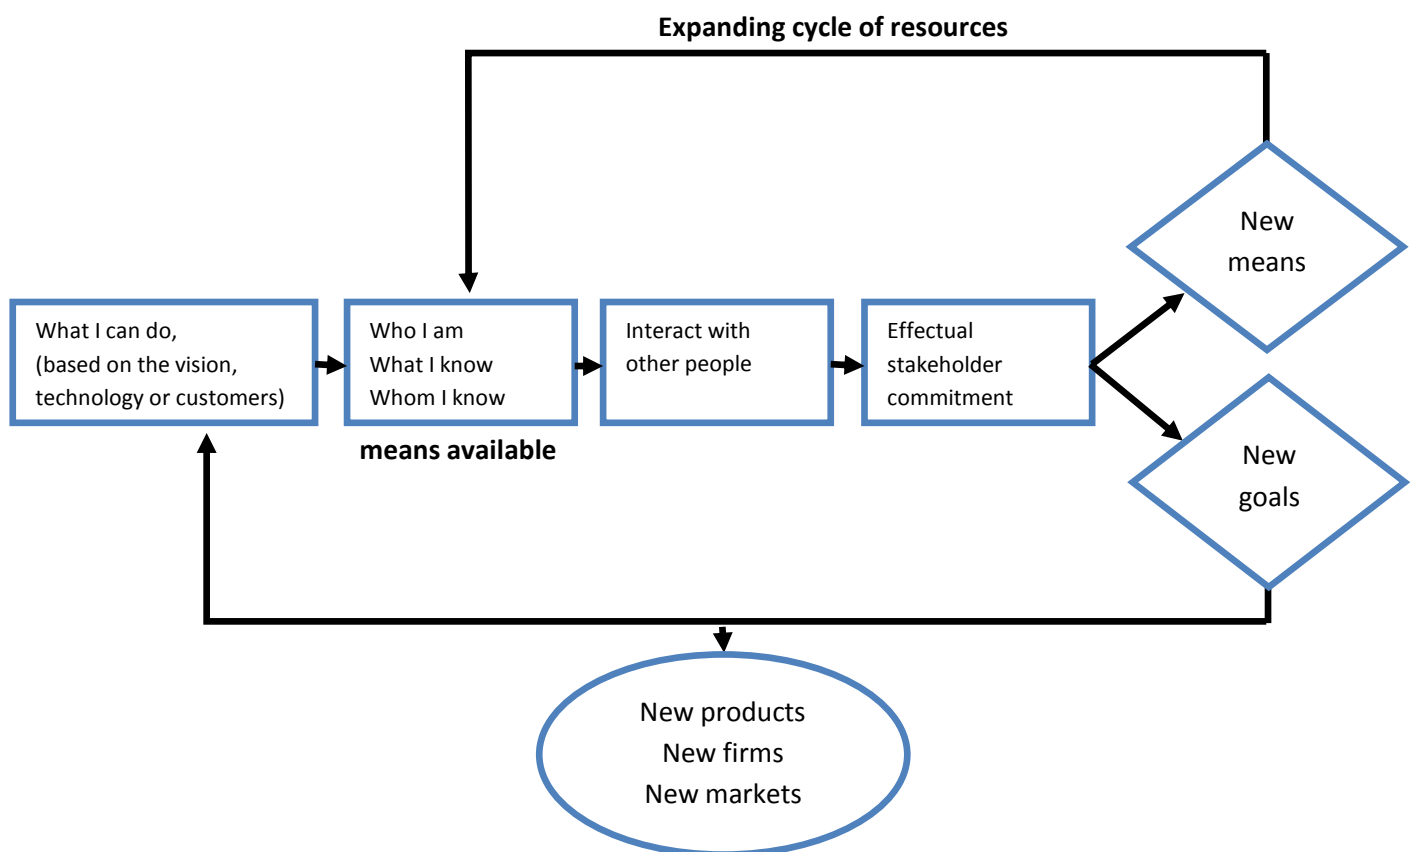 Expanding cycle of resources
New
means
What I can do,
(based on the vision,
technology or customers)
Who I am
What I know
Whom I know
means available
Interact with
other people
Effectual
stakeholder
commitment
New
goals
New products
New firms
New markets